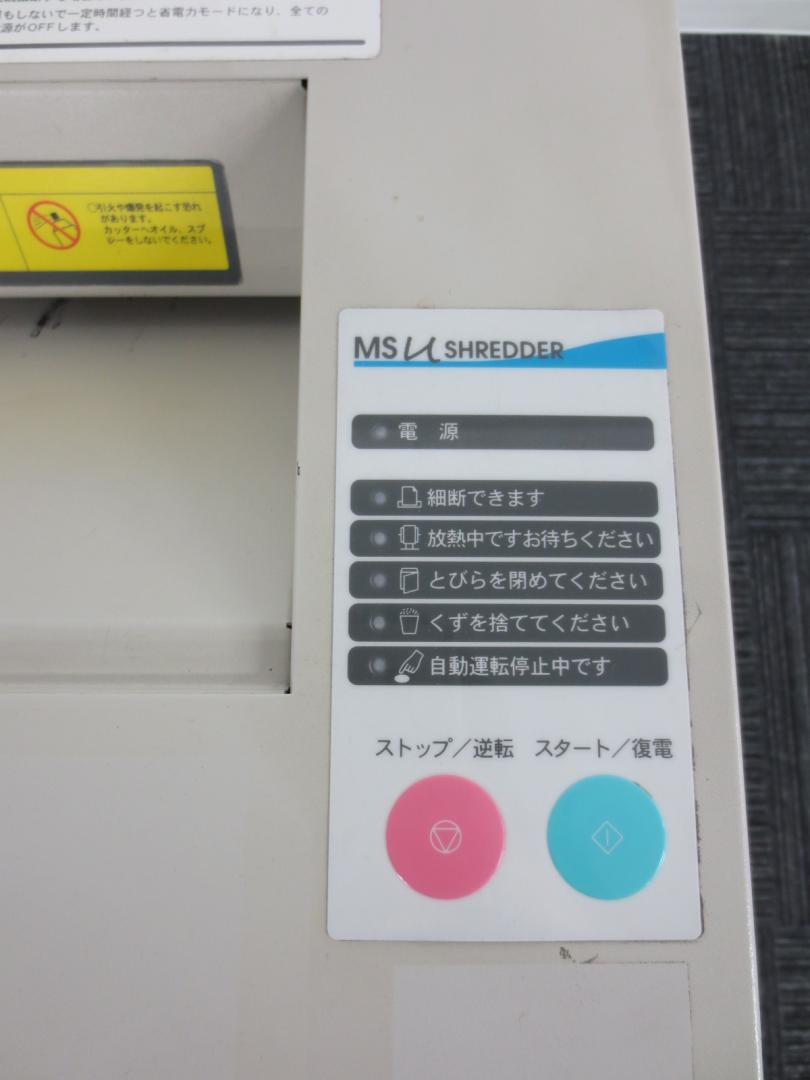 もしないで一定時間経つと省電力モードになり、全ての
源がOFFします。
○引火や爆発を起こす恐れ
があります。
カッターへオイル、スプ
レーをしないでください。
MS μ SHREDDER
電 源
細断できます
放熱中ですお待ちください
とびらを閉めてください
くずを捨ててください
自動運転停止中です
ストップ／逆転 スタート／復電